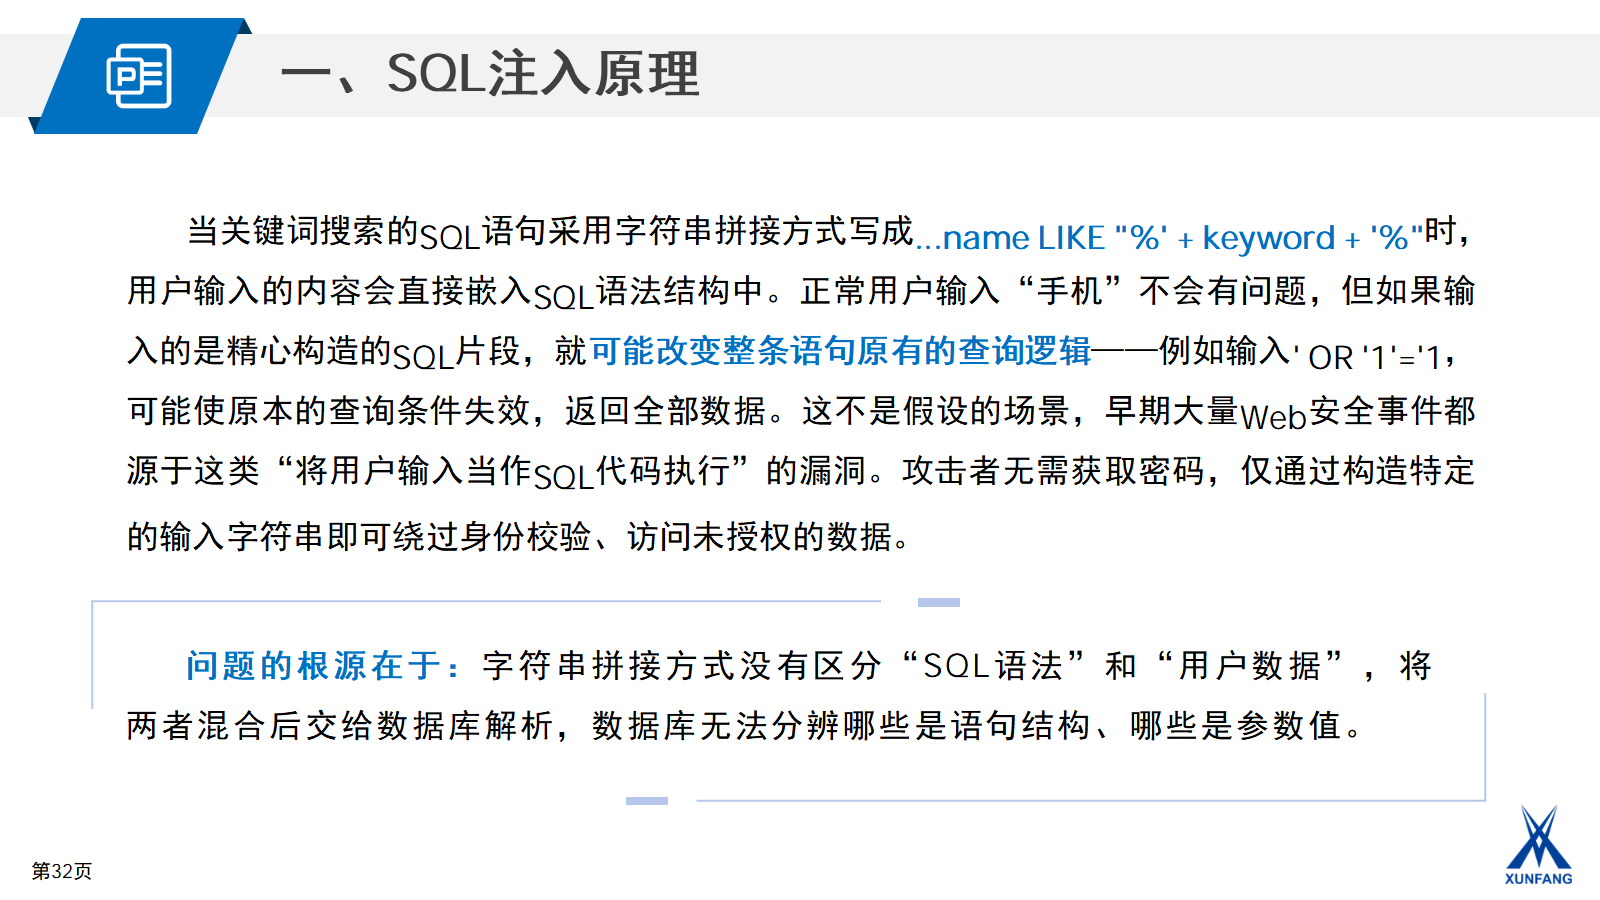 一、SQL注入原理
当关键词搜索的SQL语句采用字符串拼接方式写成...name LIKE "%' + keyword + '%"时，
用户输入的内容会直接嵌入SQL语法结构中。正常用户输入“手机”不会有问题，但如果输
入的是精心构造的SQL片段，就可能改变整条语句原有的查询逻辑——例如输入' OR '1'='1，
可能使原本的查询条件失效，返回全部数据。这不是假设的场景，早期大量Web安全事件都
源于这类“将用户输入当作SQL代码执行”的漏洞。攻击者无需获取密码，仅通过构造特定
的输入字符串即可绕过身份校验、访问未授权的数据。
问题的根源在于：字符串拼接方式没有区分“SQL语法”和“用户数据”，将
两者混合后交给数据库解析，数据库无法分辨哪些是语句结构、哪些是参数值。
第32页
XUNFANG